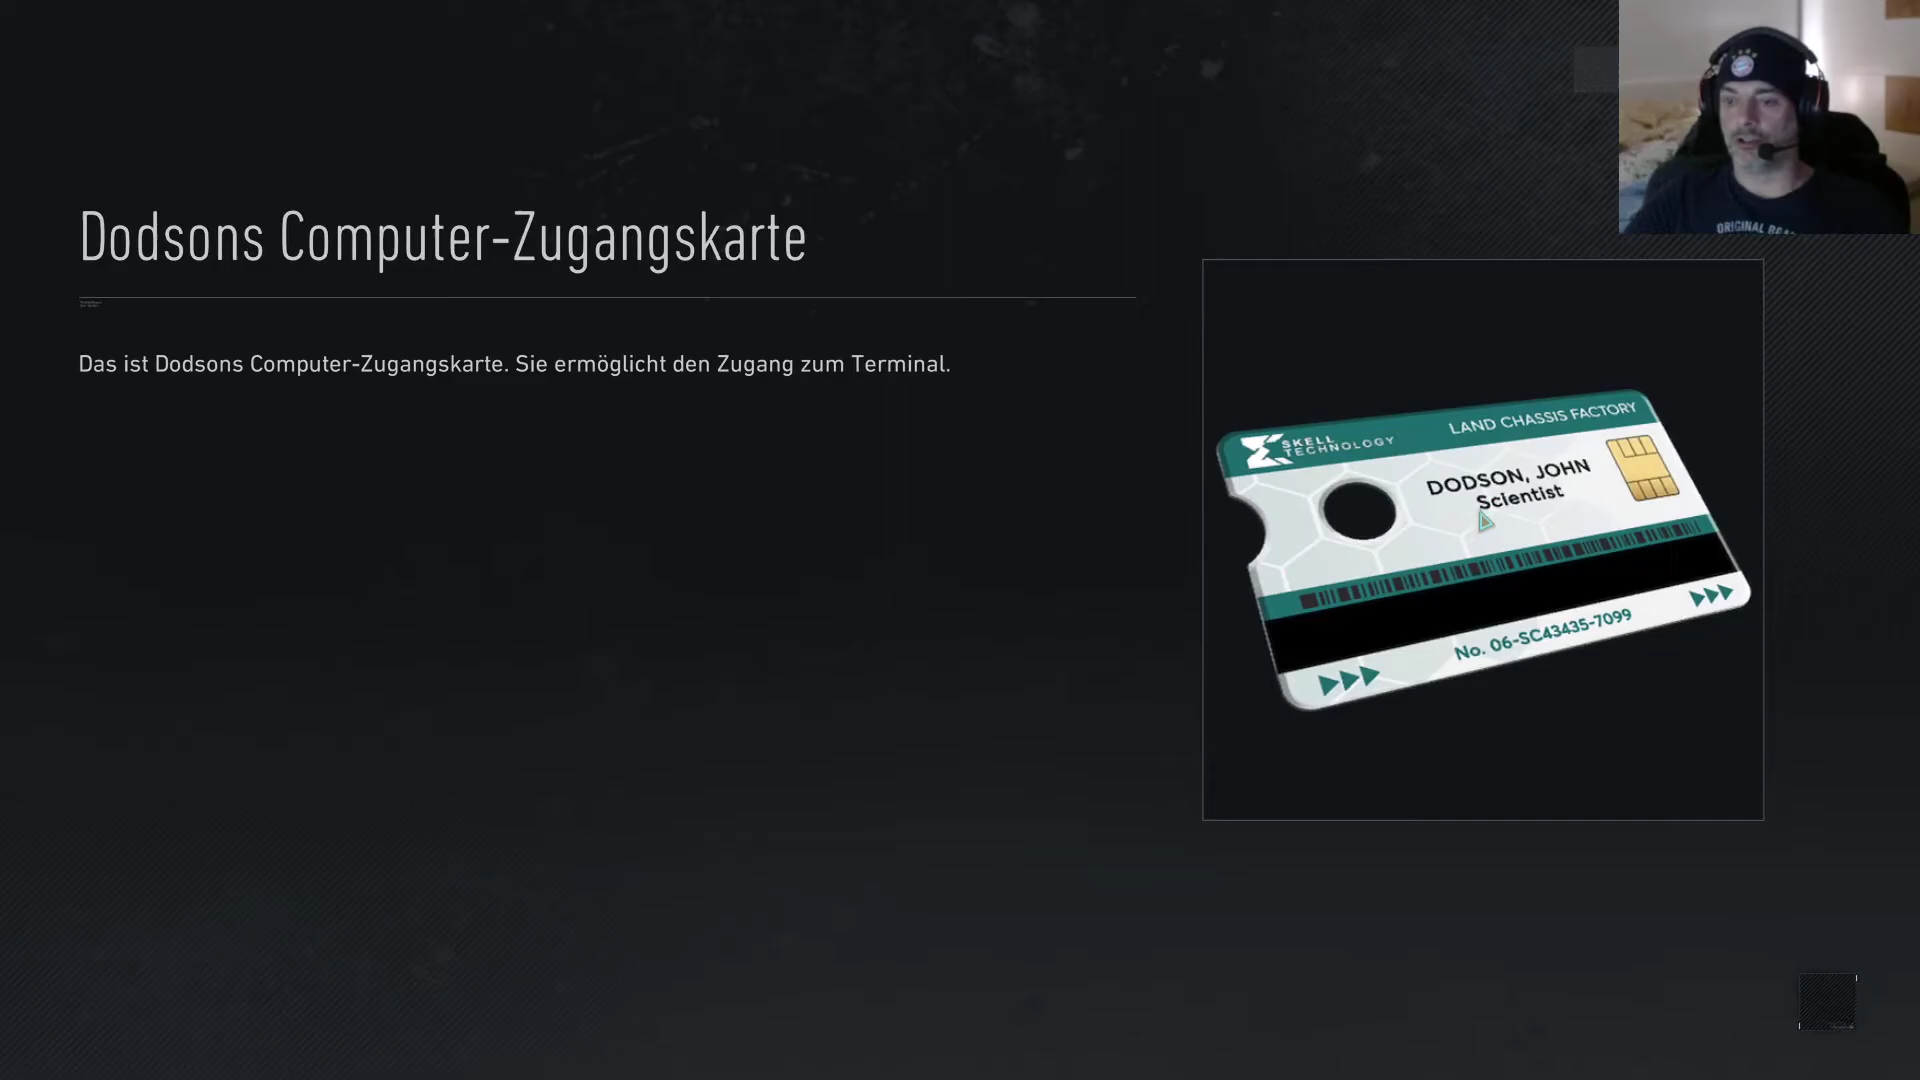 Dodsons Computer-Zugangskarte
Das ist Dodsons Computer-Zugangskarte. Sie ermöglicht den Zugang zum Terminal.
SKELL
TECHNOLOGY
LAND CHASSIS FACTORY
DODSON, JOHN
Scientist
No. 06-SC43435-7099
ORIGINAL